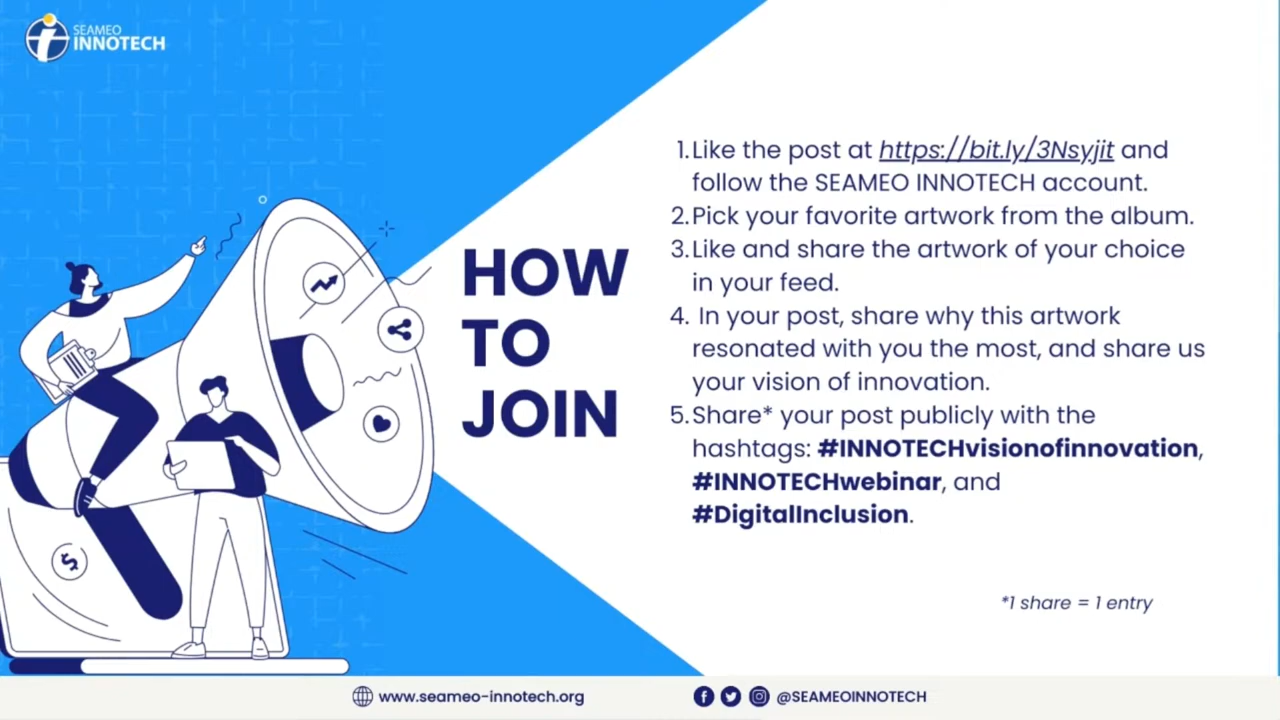 SEAMEO
INNOTECH
HOW
TO
JOIN
1. Like the post at https://bit.ly/3Nsyjit and
follow the SEAMEO INNOTECH account.
2. Pick your favorite artwork from the album.
3. Like and share the artwork of your choice
in your feed.
4. In your post, share why this artwork
resonated with you the most, and share us
your vision of innovation.
5. Share* your post publicly with the
hashtags: #INNOTECHvisionofinnovation,
#INNOTECHwebinar, and
#DigitalInclusion.
*1 share = 1 entry
www.seameo-innotech.org
@SEAMEOINNOTECH